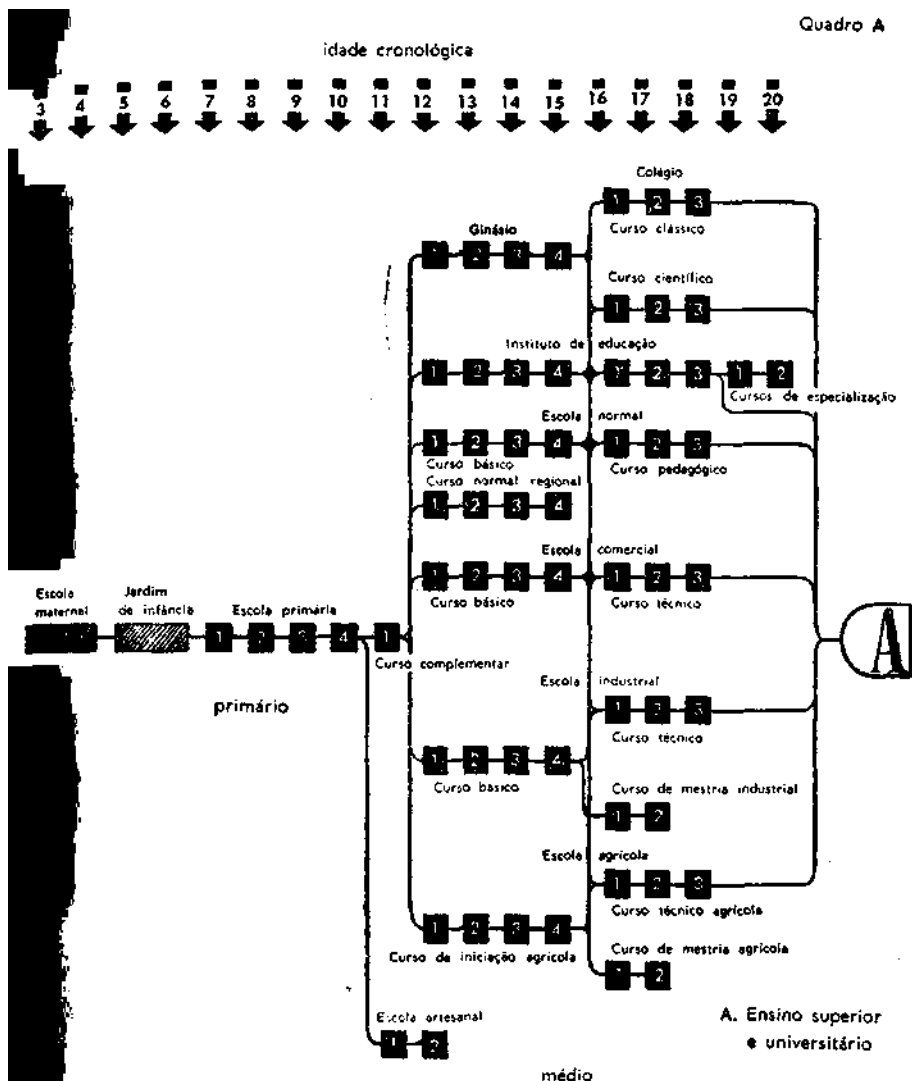 Quadro A
idade cronológica
3 4 5 6 7 8 9 10 11 12 13 14 15 16 17 18 19 20
Colégio
1 2 3
Curso clássico
Ginásio
1 2 3 4
Curso científico
1 2 3
Instituto de educação
1 2 3 4 1 2 3 1 2
Cursos de especialização
Escola normal
1 2 3 4 1 2 3
Curso básico Curso pedagógico
Curso normal regional
1 2 3 4
Escola comercial
1 2 3 4 1 2 3
Curso básico Curso técnico
Escola maternal
Jardim de infância
Escola primária
1 2 3 4 1
Curso complementar
A
primário
Escola industrial
1 2 3
Curso técnico
1 2 3 4
Curso basico
Curso de mestria industrial
1 2
Escola agrícola
1 2 3
Curso técnico agrícola
1 2 3 4
Curso de iniciação agrícola
Curso de mestria agrícola
1 2
Escola artesanal
1 2
A. Ensino superior
e universitário
médio